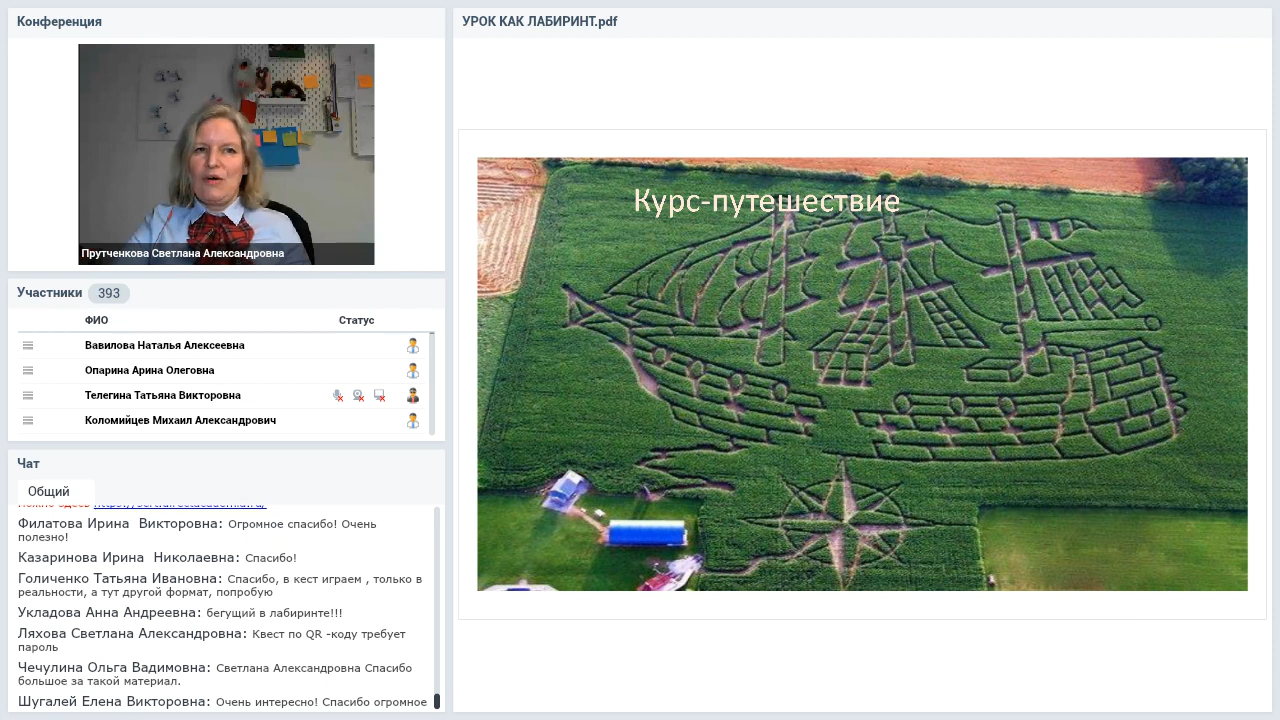 Конференция
Прутченкова Светлана Александровна
Участники 393
ФИО Статус
Вавилова Наталья Алексеевна
Опарина Арина Олеговна
Телегина Татьяна Викторовна
Коломийцев Михаил Александрович
Чат
Общий
Филатова Ирина Викторовна: Огромное спасибо! Очень
полезно!
Казаринова Ирина Николаевна: Спасибо!
Голиченко Татьяна Ивановна: Спасибо, в кест играем , только в
реальности, а тут другой формат, попробую
Укладова Анна Андреевна: бегущий в лабиринте!!!
Ляхова Светлана Александровна: Квест по QR -коду требует
пароль
Чечулина Ольга Вадимовна: Светлана Александровна Спасибо
большое за такой материал.
Шугалей Елена Викторовна: Очень интересно! Спасибо огромное
УРОК КАК ЛАБИРИНТ.pdf
Курс-путешествие